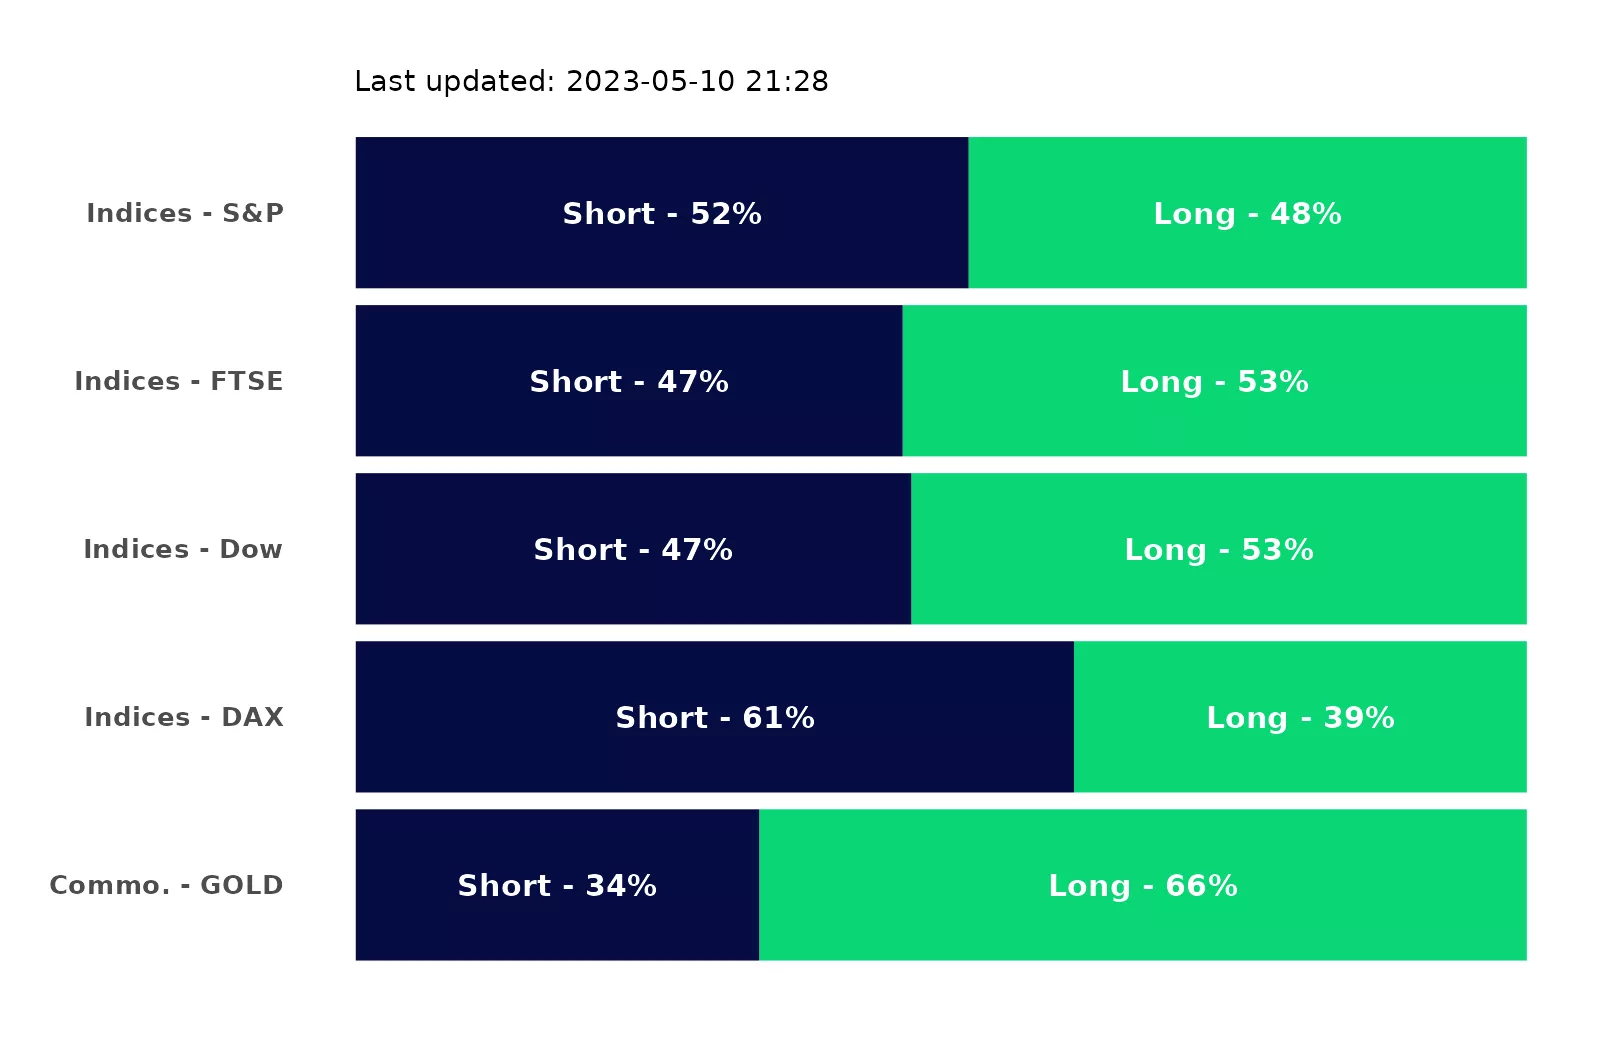 Last updated: 2023-05-10 21:28
Indices - S&P Short - 52% Long - 48%
Indices - FTSE Short - 47% Long - 53%
Indices - Dow Short - 47% Long - 53%
Indices - DAX Short - 61% Long - 39%
Commo. - GOLD Short - 34% Long - 66%